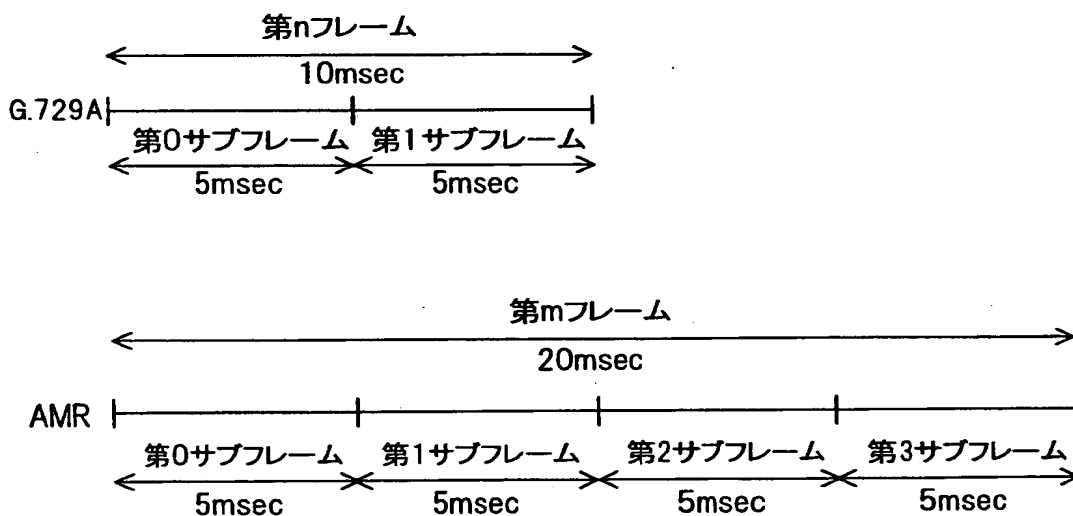 第nフレーム
10msec
G.729A
第0サブフレーム 第1サブフレーム
5msec 5msec
第mフレーム
20msec
AMR
第0サブフレーム 第1サブフレーム 第2サブフレーム 第3サブフレーム
5msec 5msec 5msec 5msec